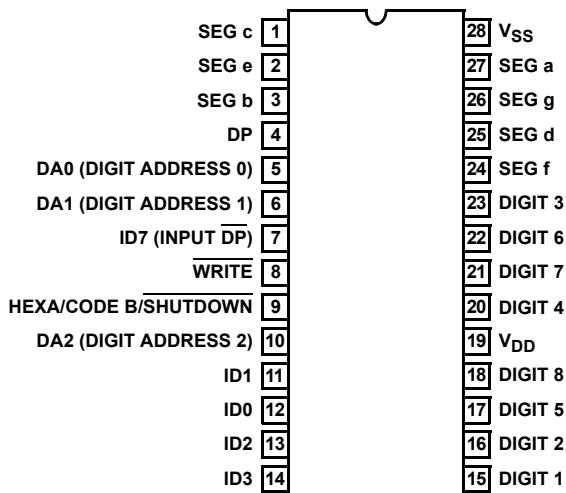 SEG c 1 28 VSS
SEG e 2 27 SEG a
SEG b 3 26 SEG g
DP 4 25 SEG d
DA0 (DIGIT ADDRESS 0) 5 24 SEG f
DA1 (DIGIT ADDRESS 1) 6 23 DIGIT 3
ID7 (INPUT DP) 7 22 DIGIT 6
WRITE 8 21 DIGIT 7
HEXA/CODE B/SHUTDOWN 9 20 DIGIT 4
DA2 (DIGIT ADDRESS 2) 10 19 VDD
ID1 11 18 DIGIT 8
ID0 12 17 DIGIT 5
ID2 13 16 DIGIT 2
ID3 14 15 DIGIT 1